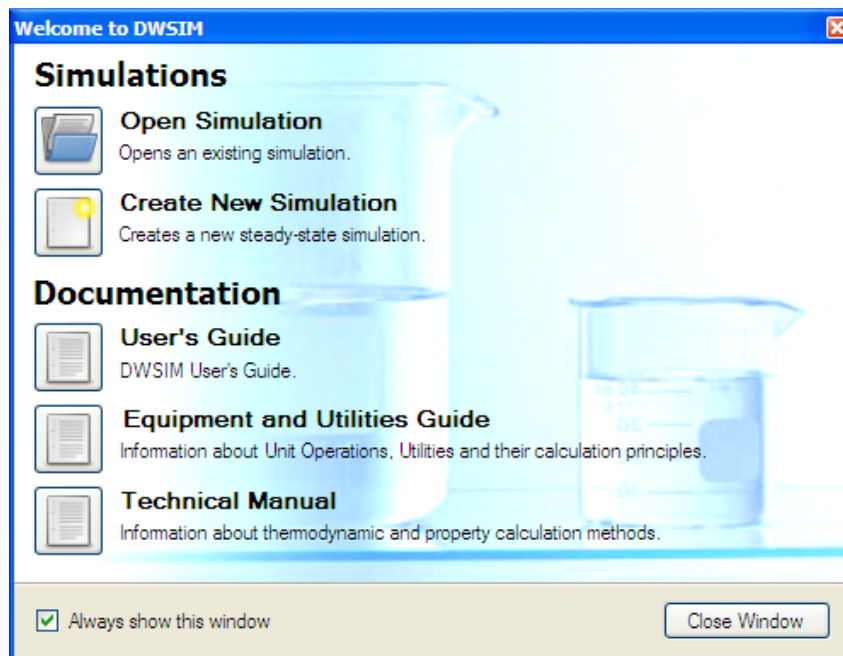 Welcome to DWSIM
Simulations
Open Simulation
Opens an existing simulation.
Create New Simulation
Creates a new steady-state simulation.
Documentation
User's Guide
DWSIM User's Guide.
Equipment and Utilities Guide
Information about Unit Operations, Utilities and their calculation principles.
Technical Manual
Information about thermodynamic and property calculation methods.
Always show this window
Close Window